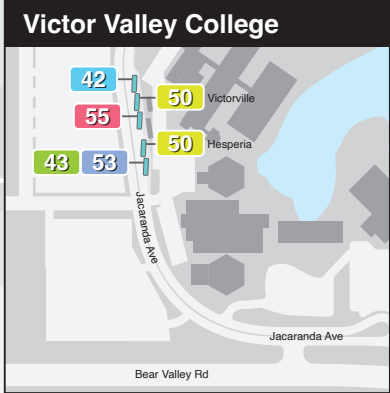 Victor Valley College
42
50 Victorville
55
50 Hesperia
43 53
Jacaranda Ave
Jacaranda Ave
Bear Valley Rd